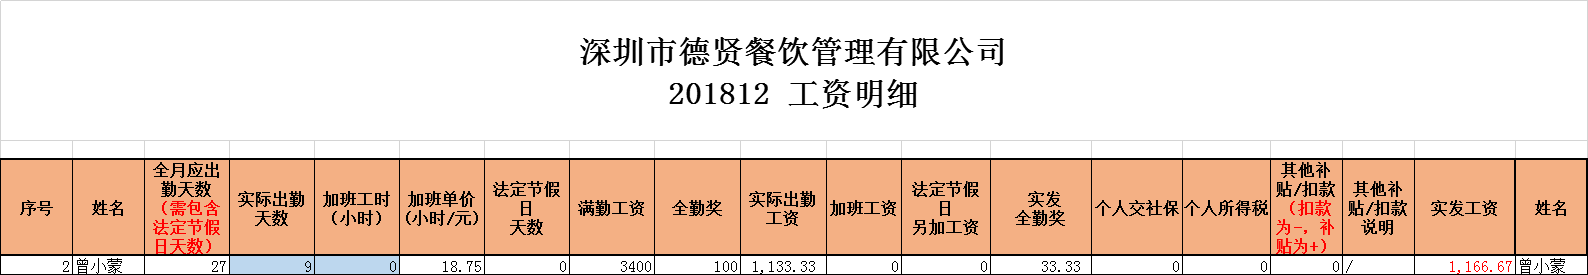 深圳市德贤餐饮管理有限公司
201812 工资明细
序号 姓名 全月应出勤天数（需包含法定节假日天数） 实际出勤天数 加班工时（小时） 加班单价(小时/元) 法定节假日天数 满勤工资 全勤奖 实际出勤工资 加班工资 法定节假日另加工资 实发全勤奖 个人交社保 个人所得税 其他补贴/扣款（扣款为-，补贴为+） 其他补贴/扣款说明 实发工资 姓名
2 曾小蒙 27 9 0 18.75 0 3400 100 1,133.33 0 0 33.33 0 0 0 / 1,166.67 曾小蒙